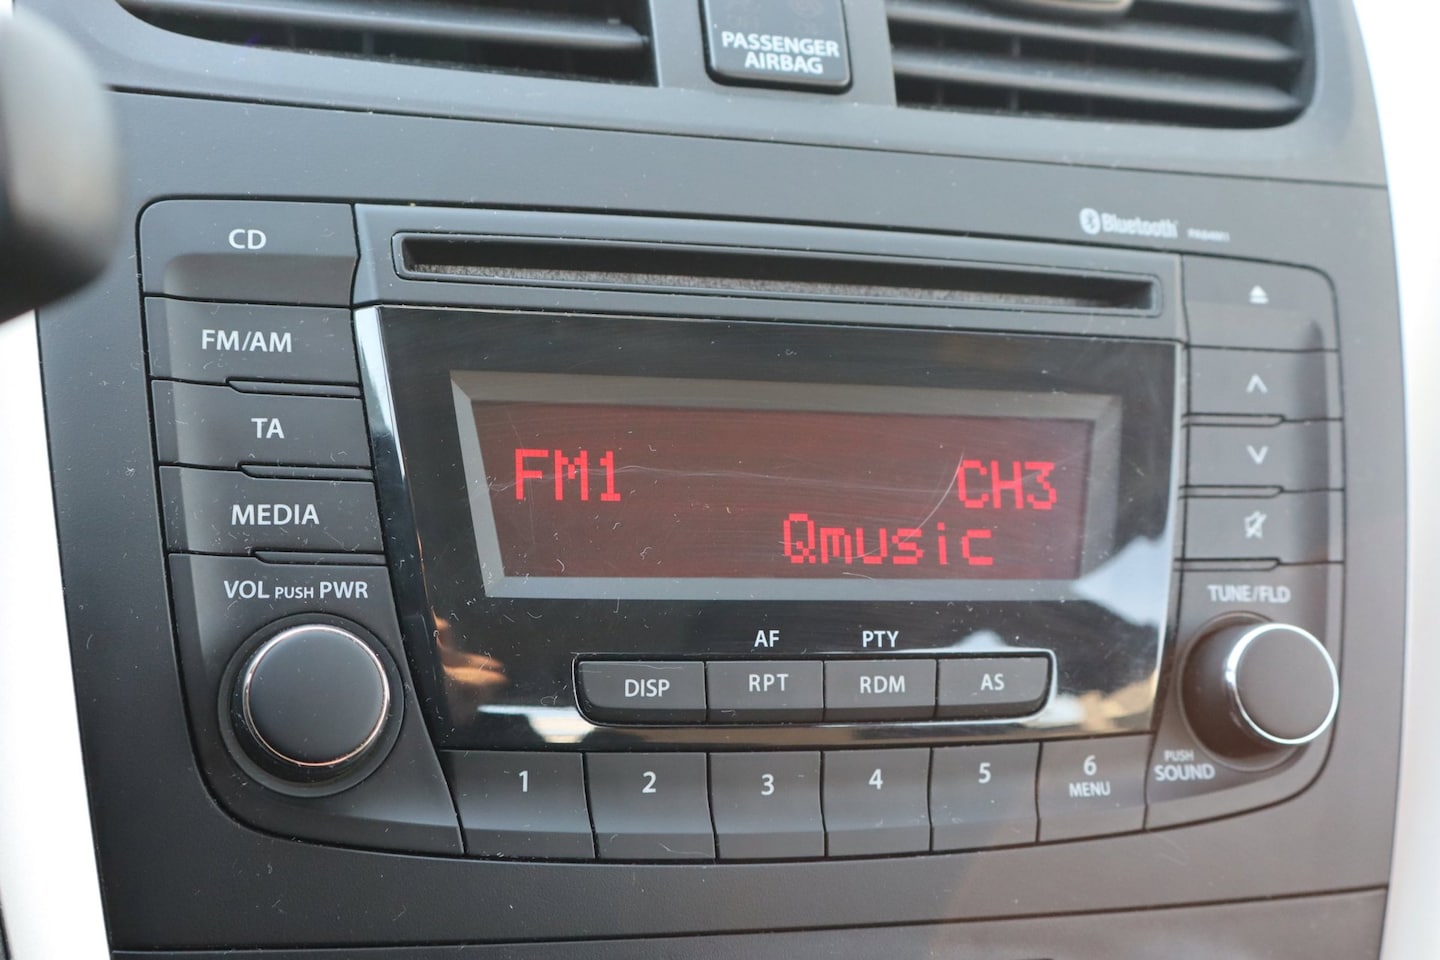 PASSENGER
AIRBAG
Bluetooth
CD
FM/AM
TA
MEDIA
VOL PUSH PWR
FM1 CH3
Qmusic
AF PTY
DISP RPT RDM AS
1 2 3 4 5 6
MENU
TUNE/FLD
PUSH
SOUND